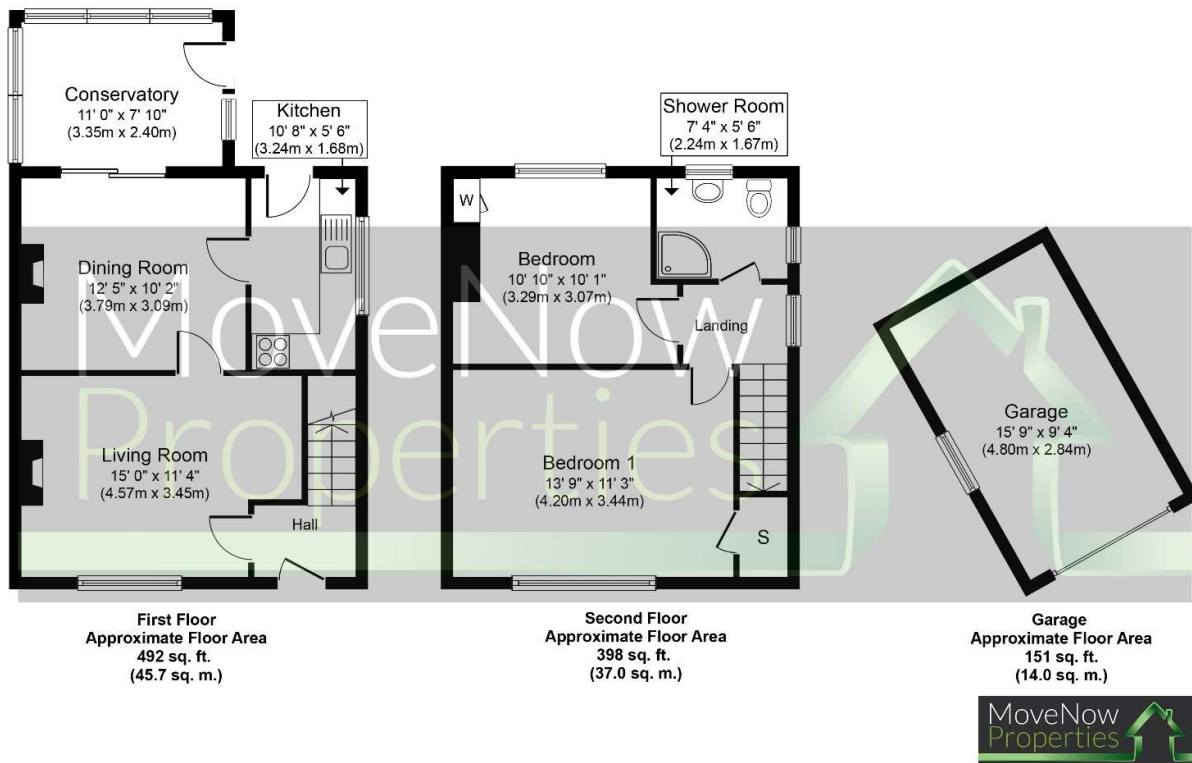 Conservatory
11' 0" x 7' 10"
(3.35m x 2.40m)
Kitchen
10' 8" x 5' 6"
(3.24m x 1.68m)
Dining Room
12' 5" x 10' 2"
(3.79m x 3.09m)
Living Room
15' 0" x 11' 4"
(4.57m x 3.45m)
Hall
First Floor
Approximate Floor Area
492 sq. ft.
(45.7 sq. m.)
Shower Room
7' 4" x 5' 6"
(2.24m x 1.67m)
W
Bedroom
10' 10" x 10' 1"
(3.29m x 3.07m)
Landing
Bedroom 1
13' 9" x 11' 3"
(4.20m x 3.44m)
S
Second Floor
Approximate Floor Area
398 sq. ft.
(37.0 sq. m.)
Garage
15' 9" x 9' 4"
(4.80m x 2.84m)
Garage
Approximate Floor Area
151 sq. ft.
(14.0 sq. m.)
MoveNow
Properties
MoveNow
Properties